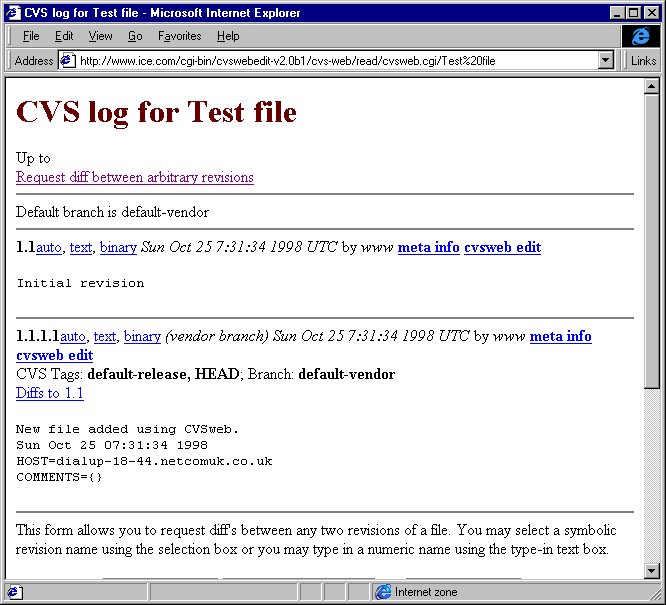 CVS log for Test file - Microsoft Internet Explorer
File Edit View Go Favorites Help
Address http://www.ice.com/cgi-bin/cvswebedit-v2.0b1/cvs-web/read/cvsweb.cgi/Test%20file Links
CVS log for Test file
Up to
Request diff between arbitrary revisions
Default branch is default-vendor
1.1auto, text, binary Sun Oct 25 7:31:34 1998 UTC by www meta info cvsweb edit
Initial revision
1.1.1.1auto, text, binary (vendor branch) Sun Oct 25 7:31:34 1998 UTC by www meta info
cvsweb edit
CVS Tags: default-release, HEAD; Branch: default-vendor
Diffs to 1.1
New file added using CVSweb.
Sun Oct 25 07:31:34 1998
HOST=dialup-18-44.netcomuk.co.uk
COMMENTS={}
This form allows you to request diff's between any two revisions of a file. You may select a symbolic
revision name using the selection box or you may type in a numeric name using the type-in text box.
Internet zone